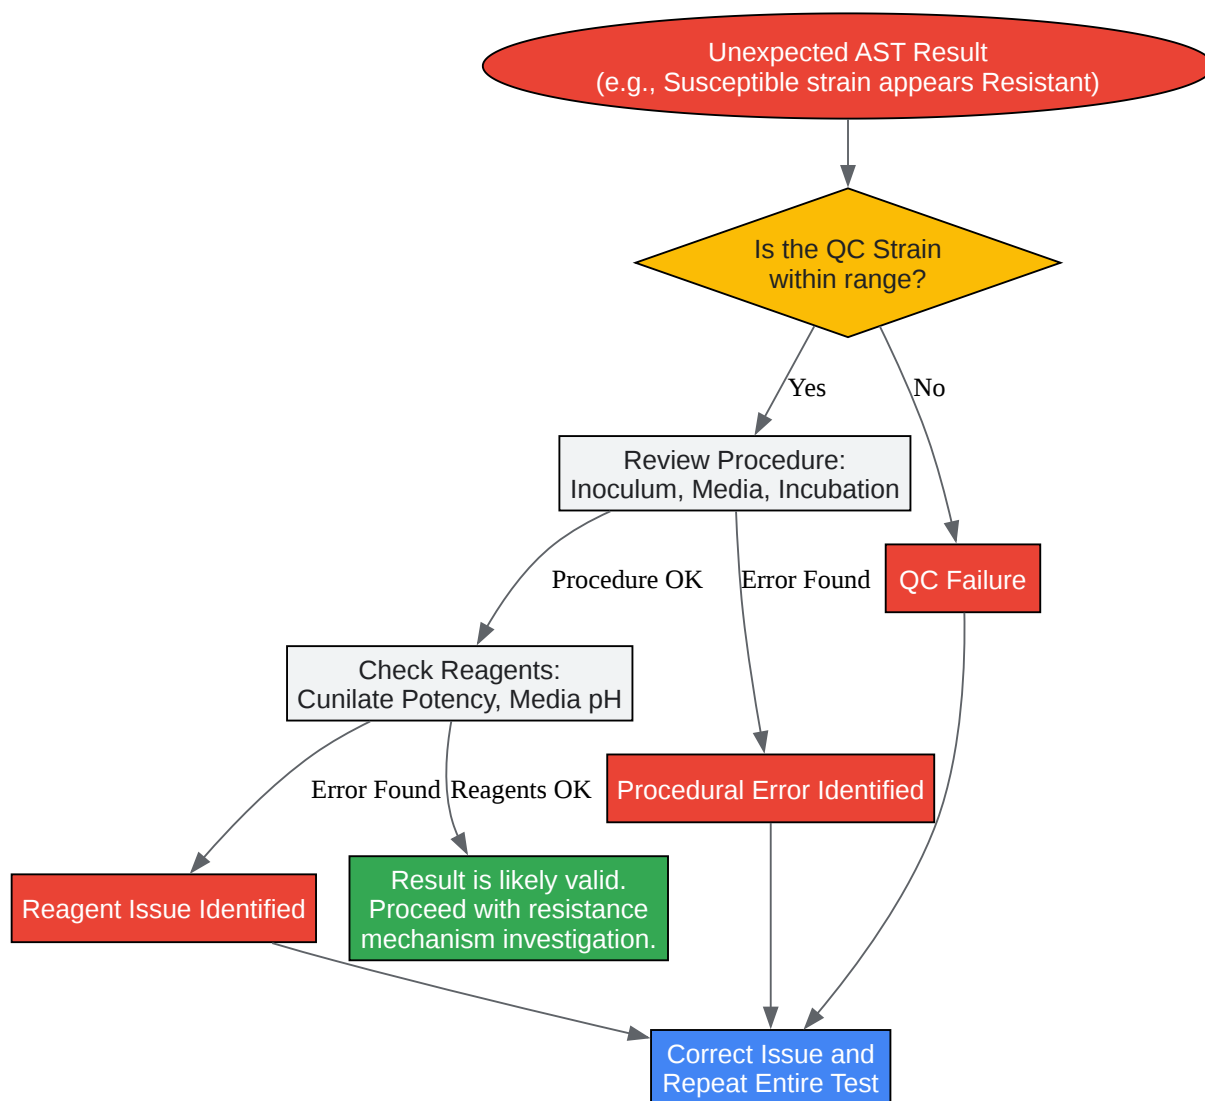 Unexpected AST Result
(e.g., Susceptible strain appears Resistant)
Is the QC Strain
within range?
Yes
No
Review Procedure:
Inoculum, Media, Incubation
Procedure OK
Error Found
QC Failure
Check Reagents:
Cunilate Potency, Media pH
Error Found
Reagents OK
Procedural Error Identified
Reagent Issue Identified
Result is likely valid.
Proceed with resistance
mechanism investigation.
Correct Issue and
Repeat Entire Test